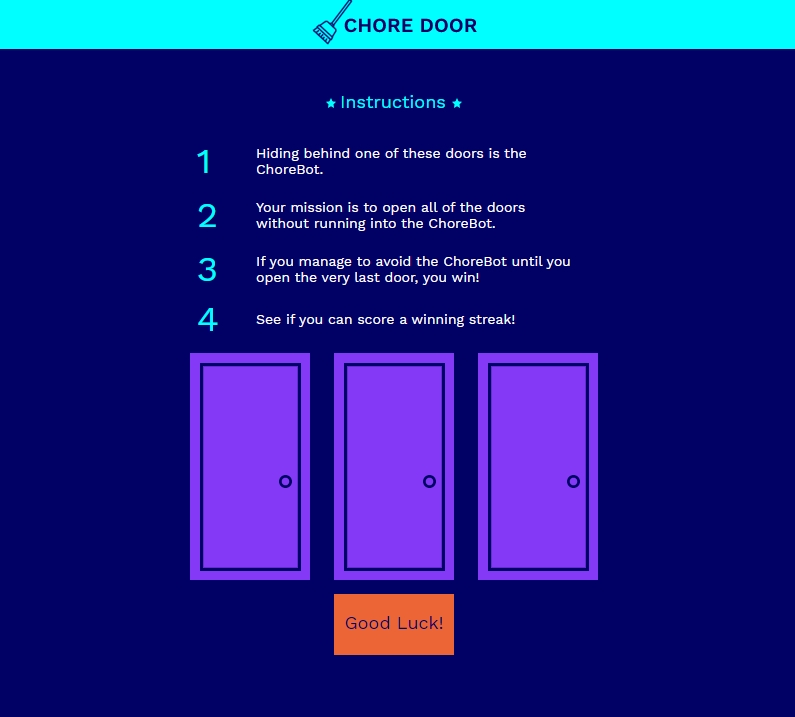 CHORE DOOR
Instructions
1
Hiding behind one of these doors is the
ChoreBot.
2
Your mission is to open all of the doors
without running into the ChoreBot.
3
If you manage to avoid the ChoreBot until you
open the very last door, you win!
4
See if you can score a winning streak!
Good Luck!